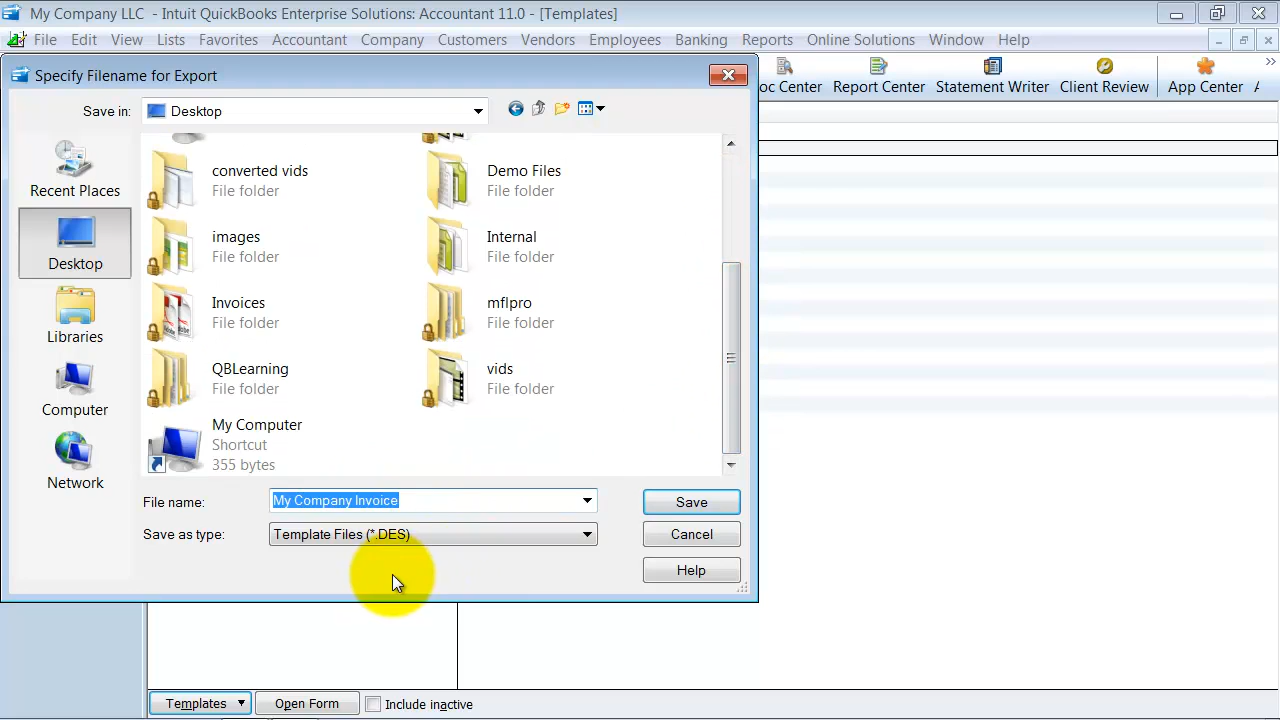 My Company LLC - Intuit QuickBooks Enterprise Solutions: Accountant 11.0 - [Templates]
File Edit View Lists Favorites Accountant Company Customers Vendors Employees Banking Reports Online Solutions Window Help
Specify Filename for Export
oc Center Report Center Statement Writer Client Review App Center
Save in: Desktop
converted vids
File folder
Demo Files
File folder
Recent Places
images
File folder
Internal
File folder
Desktop
Invoices
File folder
mflpro
File folder
Libraries
QBLearning
File folder
vids
File folder
Computer
My Computer
Shortcut
355 bytes
Network
File name: My Company Invoice Save
Save as type: Template Files (*.DES) Cancel
Help
Templates Open Form Include inactive